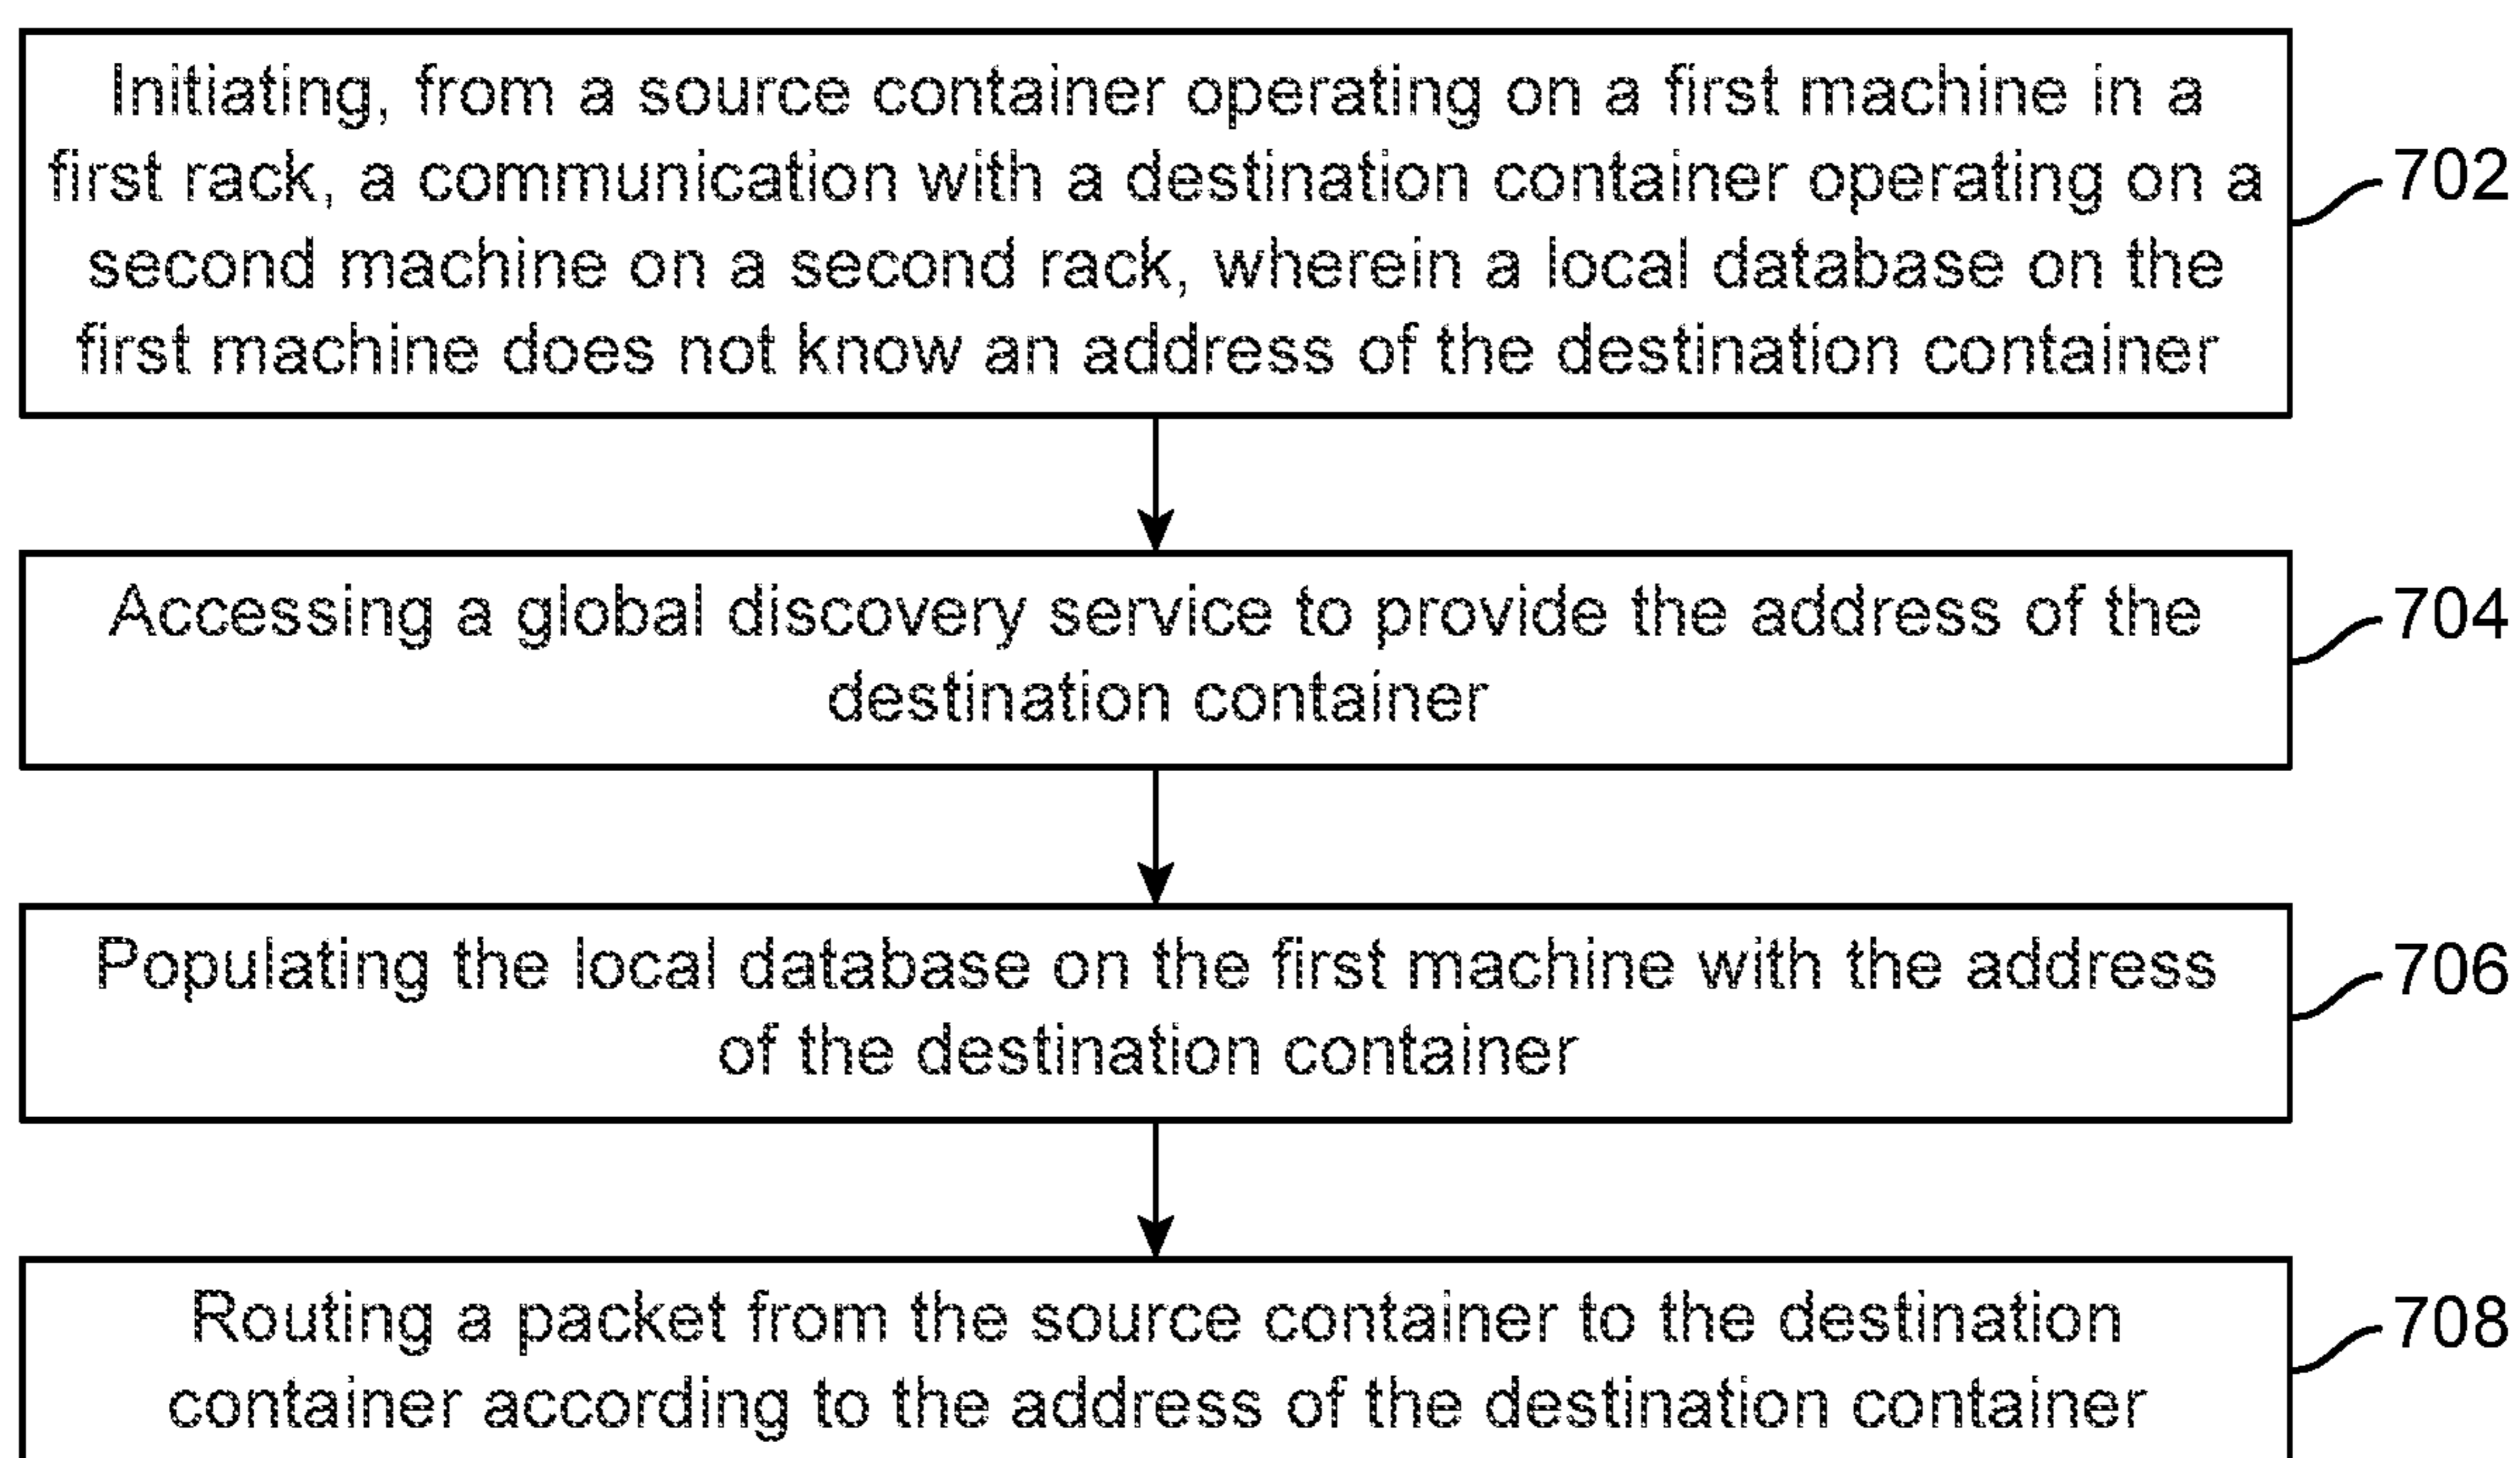 Initiating, from a source container operating on a first machine in a
first rack, a communication with a destination container operating on a
second machine on a second rack, wherein a local database on the
first machine does not know an address of the destination container
702
Accessing a global discovery service to provide the address of the
destination container
704
Populating the local database on the first machine with the address
of the destination container
706
Routing a packet from the source container to the destination
container according to the address of the destination container
708